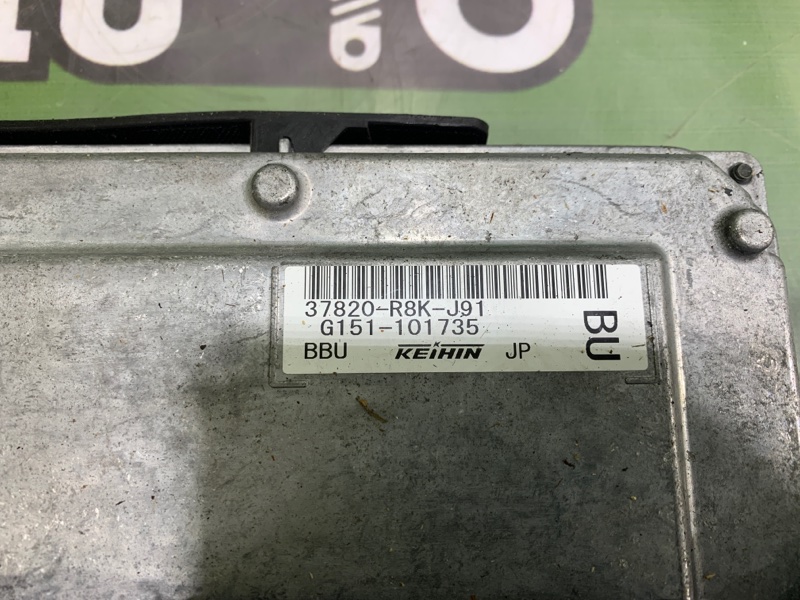 37820-R8K-J91
G151-101735
BBU KEIHIN JP
BU